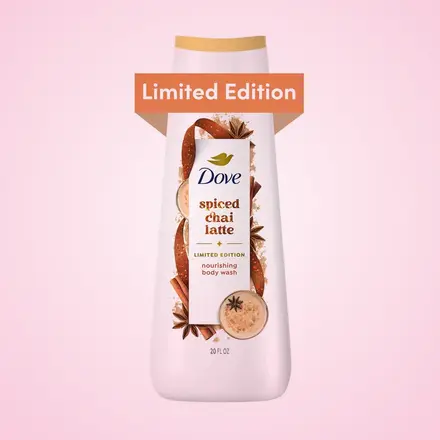 Limited Edition
Dove
spiced
chai
latte
LIMITED EDITION
nourishing
body wash
20 FL OZ